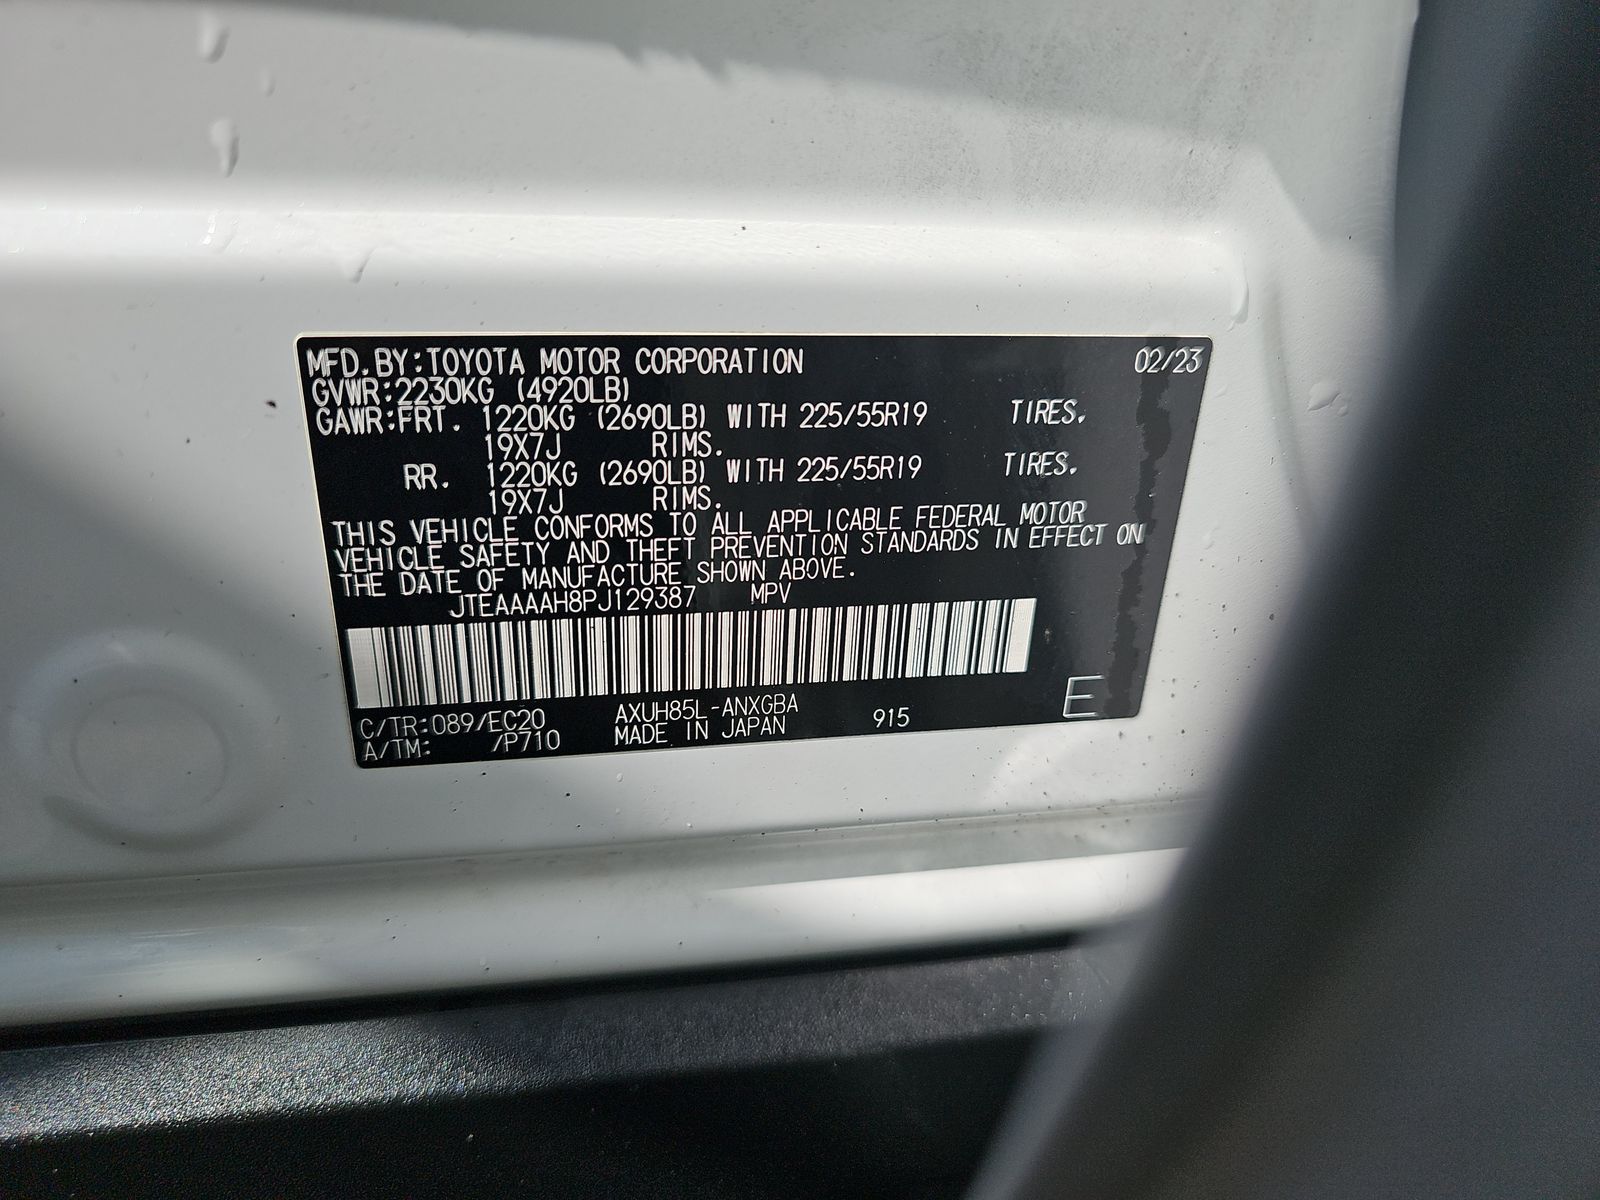 MFD. BY:TOYOTA MOTOR CORPORATION 02/23
GVWR:2230KG (4920LB)
GAWR:FRT. 1220KG (2690LB) WITH 225/55R19 TIRES.
19X7J RIMS.
RR. 1220KG (2690LB) WITH 225/55R19 TIRES.
19X7J RIMS.
THIS VEHICLE CONFORMS TO ALL APPLICABLE FEDERAL MOTOR
VEHICLE SAFETY AND THEFT PREVENTION STANDARDS IN EFFECT ON
THE DATE OF MANUFACTURE SHOWN ABOVE.
JTEAAAAH8PJ129387 MPV
C/TR:089/EC20 AXUH85L-ANXGBA 915 E
A/TM: /P710 MADE IN JAPAN